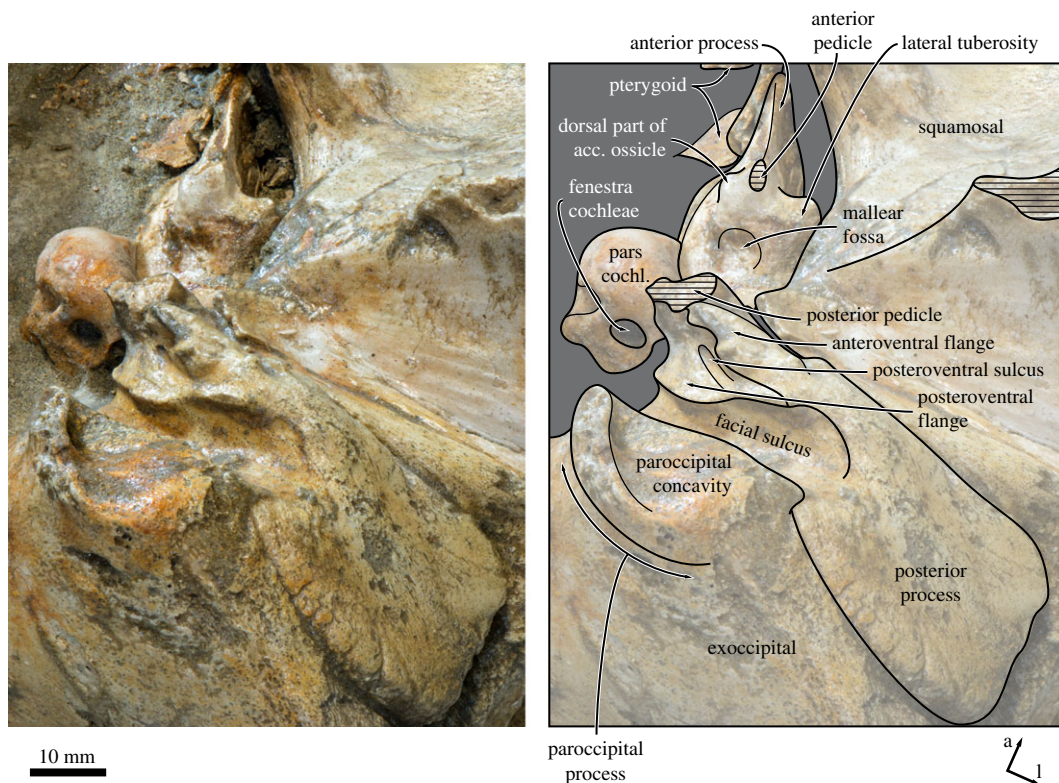 anterior
pedicle
anterior process
lateral tuberosity
pterygoid
squamosal
dorsal part of
acc. ossicle
fenestra
cochleae
mallear
fossa
pars
cochl.
posterior pedicle
anteroventral flange
posteroventral sulcus
posteroventral
flange
facial sulcus
paroccipital
concavity
posterior
process
exoccipital
paroccipital
process
10 mm
a
l